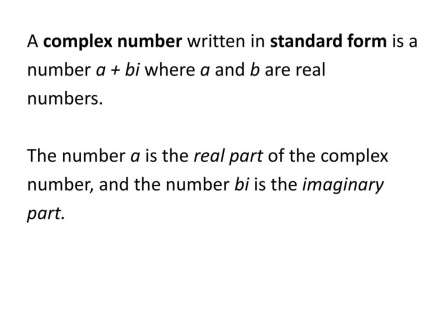 A complex number written in standard form is a
number a + bi where a and b are real
numbers.
The number a is the real part of the complex
number, and the number bi is the imaginary
part.